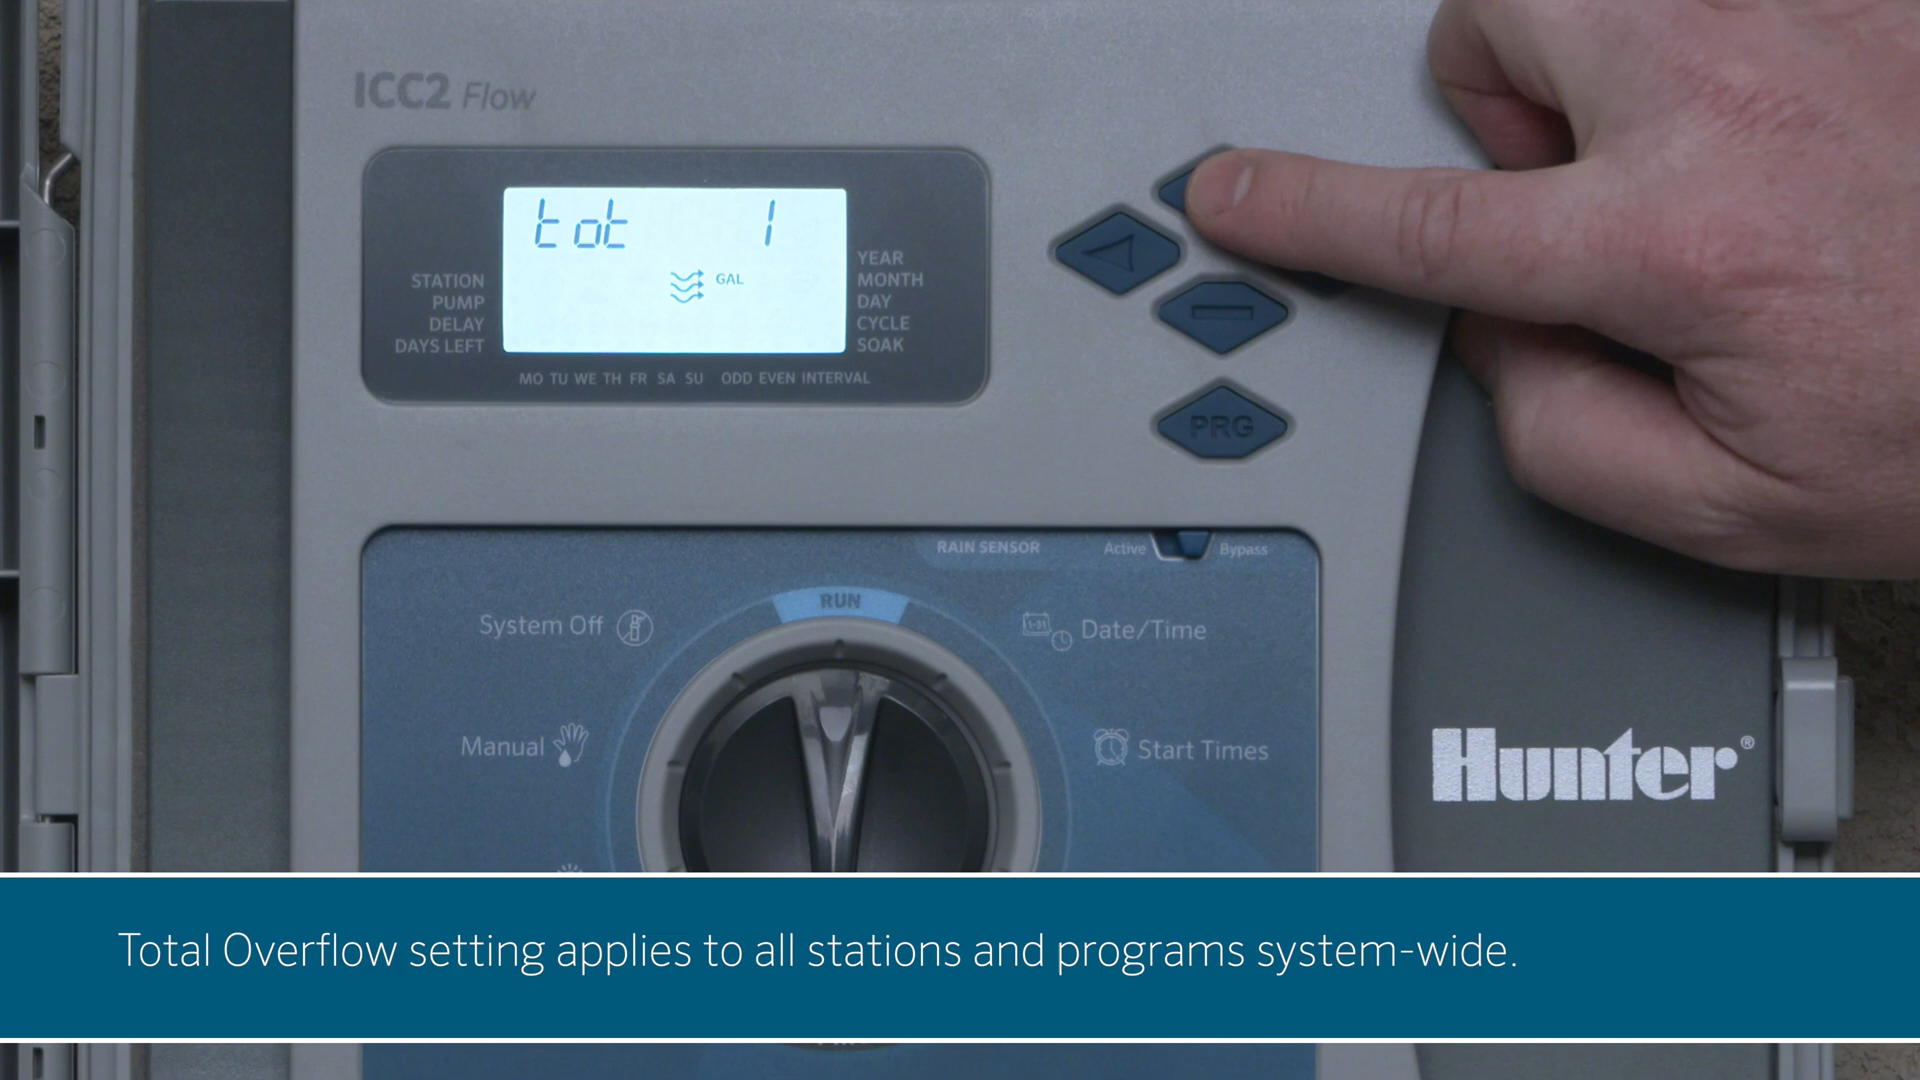 ICC2 Flow
tot 1
GAL
STATION
PUMP
DELAY
DAYS LEFT
YEAR
MONTH
DAY
CYCLE
SOAK
MO TU WE TH FR SA SU ODD EVEN INTERVAL
PRG
RAIN SENSOR Active Bypass
RUN
System Off
1-31
Date/Time
Manual
Start Times
Hunter®
Total Overflow setting applies to all stations and programs system-wide.